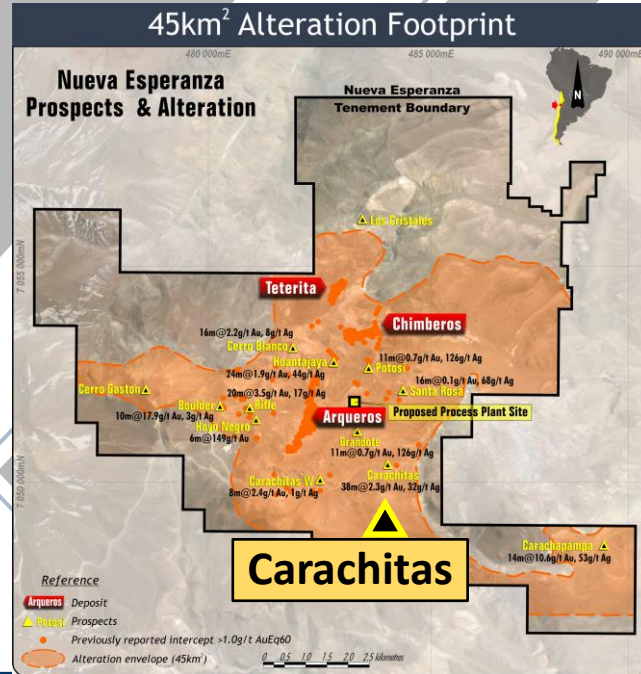 45km² Alteration Footprint
480 000mE
485 000mE
490 000mE
Nueva Esperanza
Prospects & Alteration
Nueva Esperanza
Tenement Boundary
N
Los Cristales
7 055 000mN
Teterita
Chimberos
16m@2.2g/t Au, 8g/t Ag
Cerro Blanco
11m@0.7g/t Au, 126g/t Ag
Huantajaya
Potosi
24m@1.9g/t Au, 44g/t Ag
16m@0.1g/t Au, 68g/t Ag
Cerro Gaston
20m@3.5g/t Au, 17g/t Ag
Santa Rosa
Boulder
Riffe
Proposed Process Plant Site
10m@17.9g/t Au, 3g/t Ag
Arqueros
Hoyo Negro
6m@149g/t Au
Grandote
11m@0.7g/t Au, 126g/t Ag
7 050 000mN
Carachitas W
Carachitas
8m@2.4g/t Au, 1g/t Ag
38m@2.3g/t Au, 32g/t Ag
Carachitas
Carachapampa
14m@10.6g/t Au, 53g/t Ag
Reference
Arqueros Deposit
Potosi Prospects
Previously reported intercept >1.0g/t AuEq60
Alteration envelope (45km²)
0 0.5 1.0 1.5 2.0 2.5 kilometres